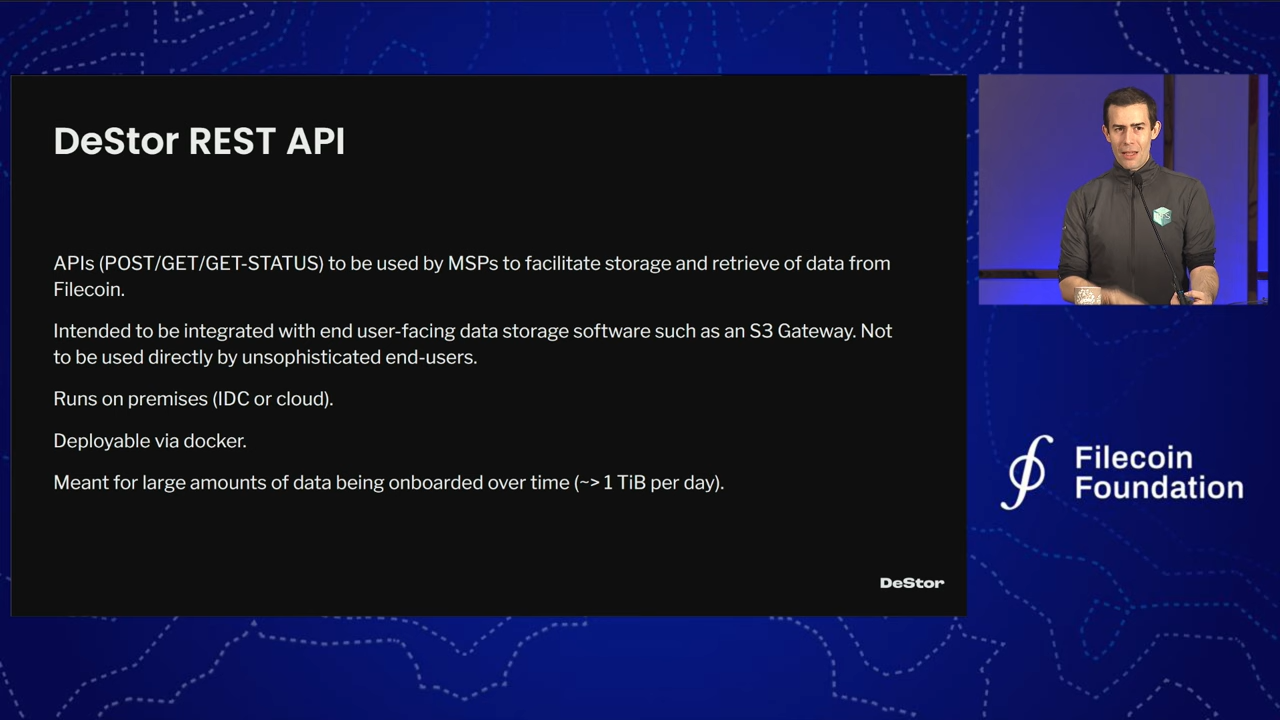 DeStor REST API
APIs (POST/GET/GET-STATUS) to be used by MSPs to facilitate storage and retrieve of data from
Filecoin.
Intended to be integrated with end user-facing data storage software such as an S3 Gateway. Not
to be used directly by unsophisticated end-users.
Runs on premises (IDC or cloud).
Deployable via docker.
Meant for large amounts of data being onboarded over time (~> 1 TiB per day).
DeStor
Filecoin
Foundation